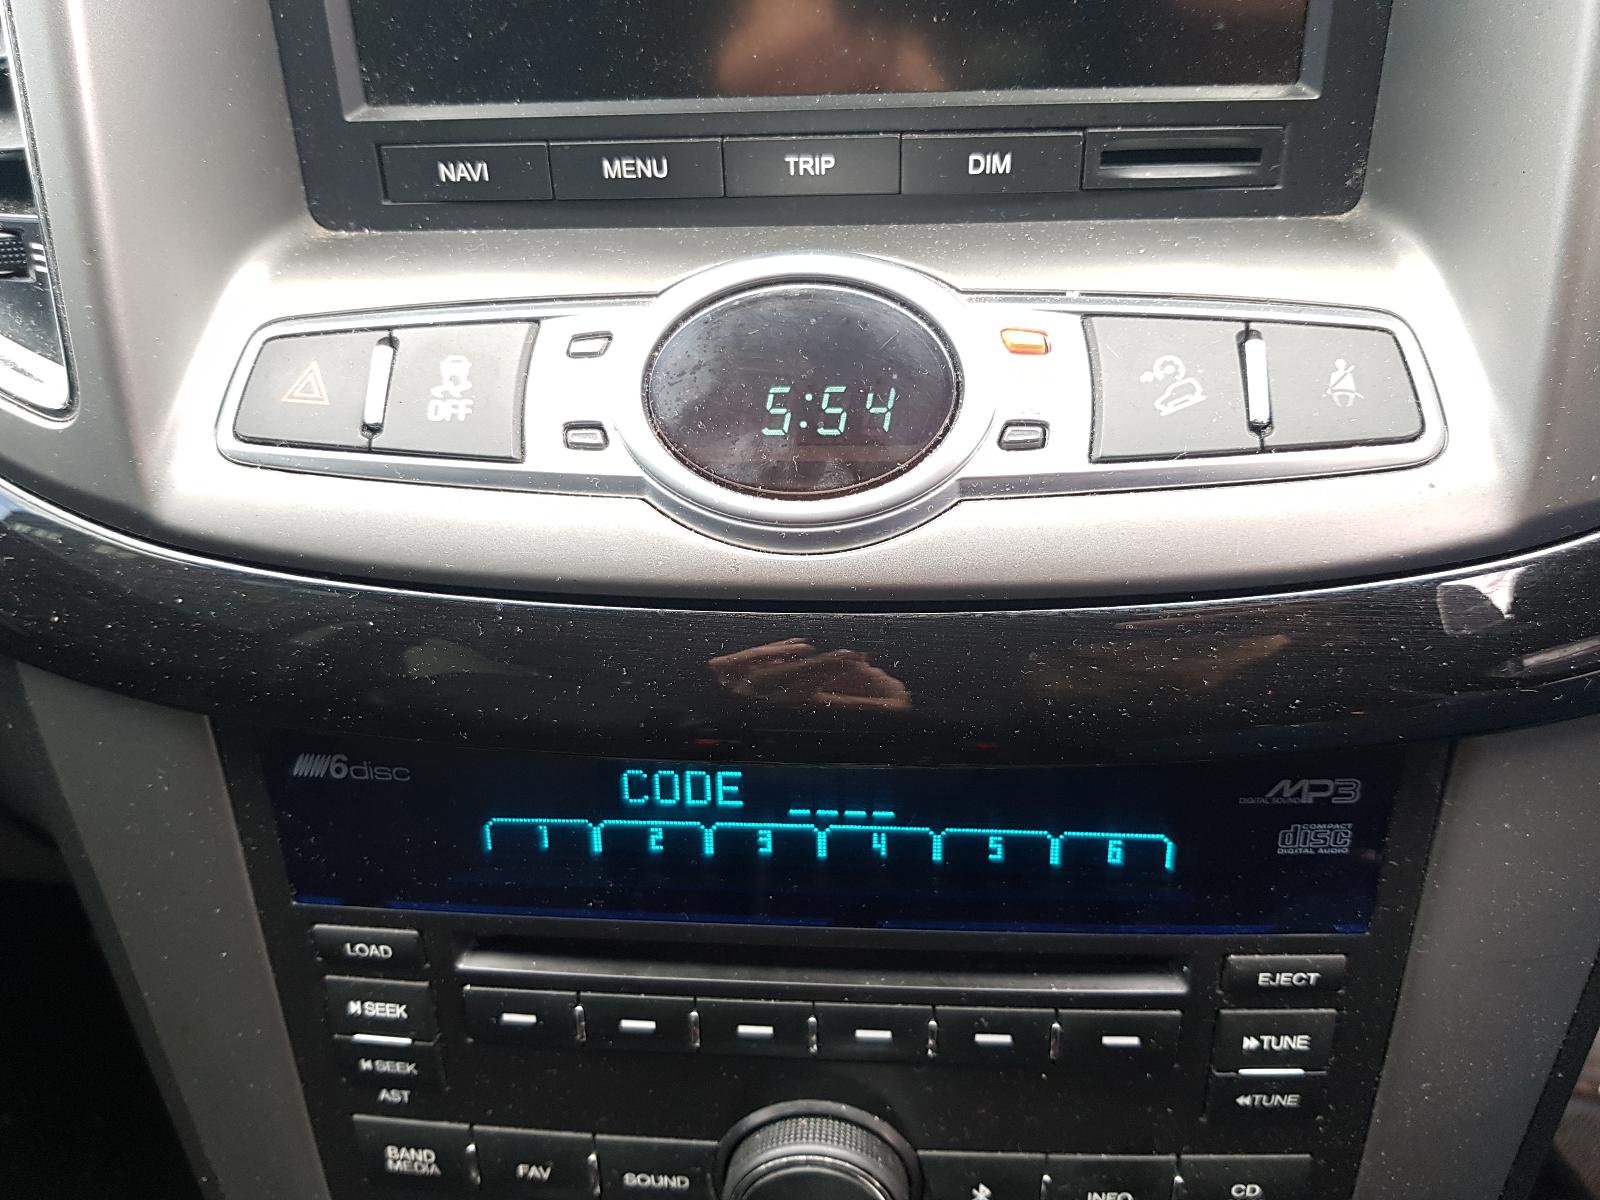 NAVI MENU TRIP DIM
OFF
5:54
6disc
CODE ----
MP3
DIGITAL SOUND
COMPACT
disc
DIGITAL AUDIO
1 2 3 4 5 6
LOAD
EJECT
SEEK
TUNE
SEEK
TUNE
AST
BAND
MEDIA
FAV
SOUND
INFO
CD